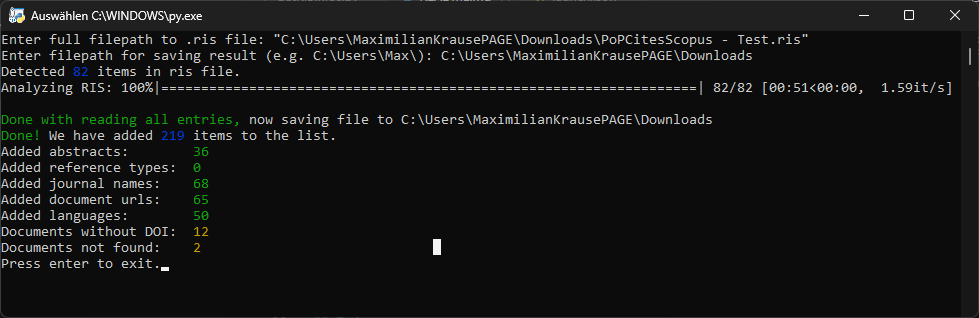 Auswählen C:\WINDOWS\py.exe
Enter full filepath to .ris file: "C:\Users\MaximilianKrausePAGE\Downloads\PoPCitesScopus - Test.ris"
Enter filepath for saving result (e.g. C:\Users\Max\): C:\Users\MaximilianKrausePAGE\Downloads
Detected 82 items in ris file.
Analyzing RIS: 100%|===================================================================| 82/82 [00:51<00:00,  1.59it/s]
Done with reading all entries, now saving file to C:\Users\MaximilianKrausePAGE\Downloads
Done! We have added 219 items to the list.
Added abstracts:        36
Added reference types:  0
Added journal names:    68
Added document urls:    65
Added languages:        50
Documents without DOI:  12
Documents not found:    2
Press enter to exit.